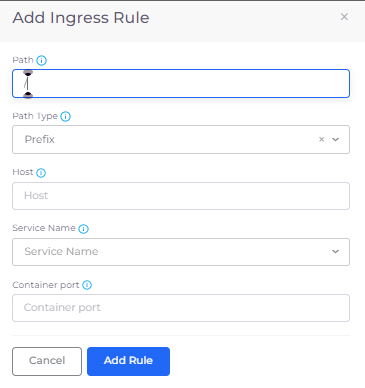 Add Ingress Rule
Path
/
Path Type
Prefix
Host
Host
Service Name
Service Name
Container port
Container port
Cancel Add Rule